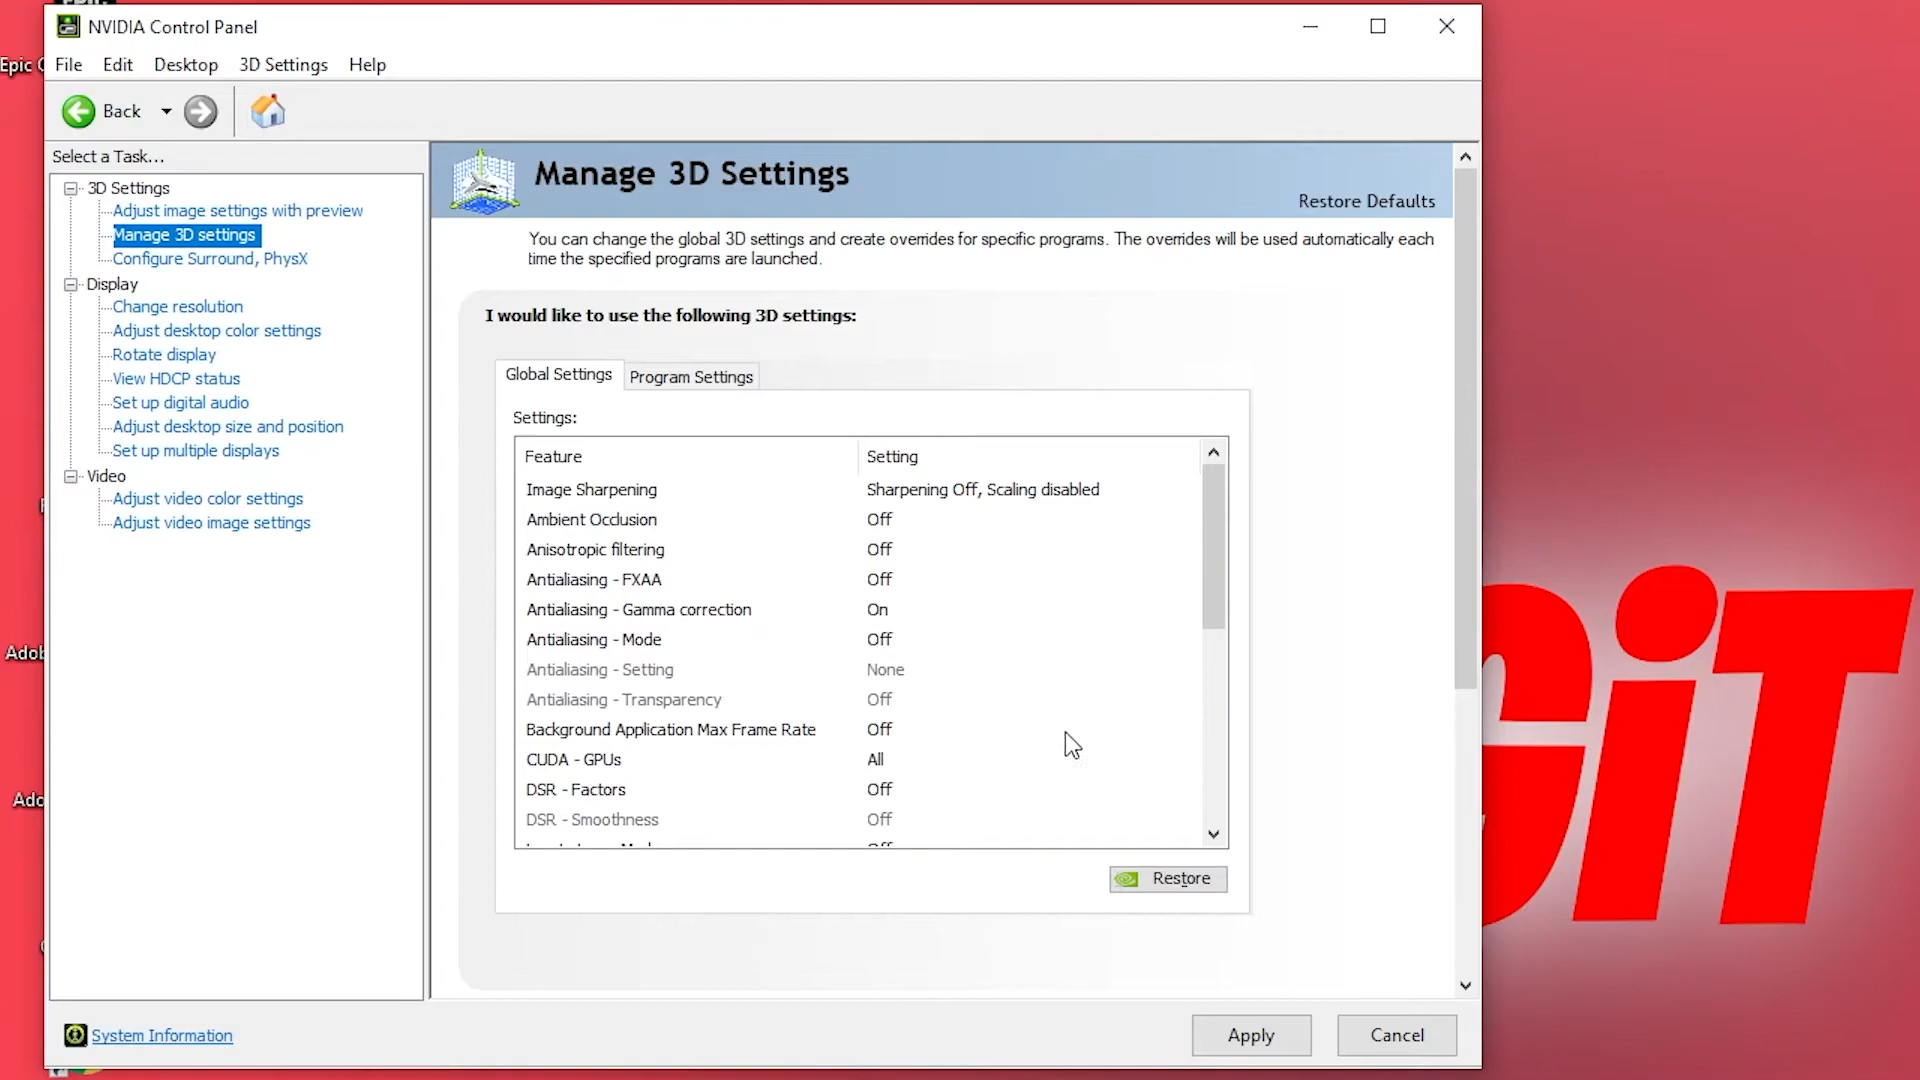 NVIDIA Control Panel
File Edit Desktop 3D Settings Help
Back
Select a Task...
3D Settings
Adjust image settings with preview
Manage 3D settings
Configure Surround, PhysX
Display
Change resolution
Adjust desktop color settings
Rotate display
View HDCP status
Set up digital audio
Adjust desktop size and position
Set up multiple displays
Video
Adjust video color settings
Adjust video image settings
System Information
Manage 3D Settings
Restore Defaults
You can change the global 3D settings and create overrides for specific programs. The overrides will be used automatically each
time the specified programs are launched.
I would like to use the following 3D settings:
Global Settings Program Settings
Settings:
Feature Setting
Image Sharpening Sharpening Off, Scaling disabled
Ambient Occlusion Off
Anisotropic filtering Off
Antialiasing - FXAA Off
Antialiasing - Gamma correction On
Antialiasing - Mode Off
Antialiasing - Setting None
Antialiasing - Transparency Off
Background Application Max Frame Rate Off
CUDA - GPUs All
DSR - Factors Off
DSR - Smoothness Off
Restore
Apply Cancel
Epic
iT